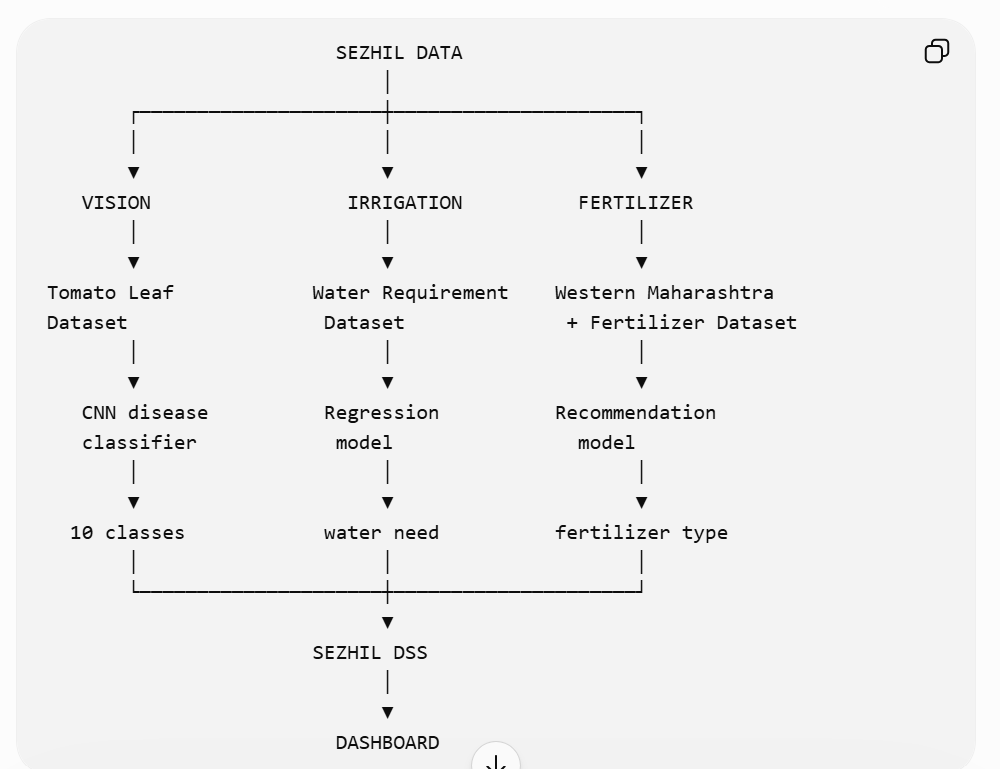 SEZHIL DATA
VISION IRRIGATION FERTILIZER
Tomato Leaf Water Requirement Western Maharashtra
Dataset Dataset + Fertilizer Dataset
CNN disease Regression Recommendation
classifier model model
10 classes water need fertilizer type
SEZHIL DSS
DASHBOARD